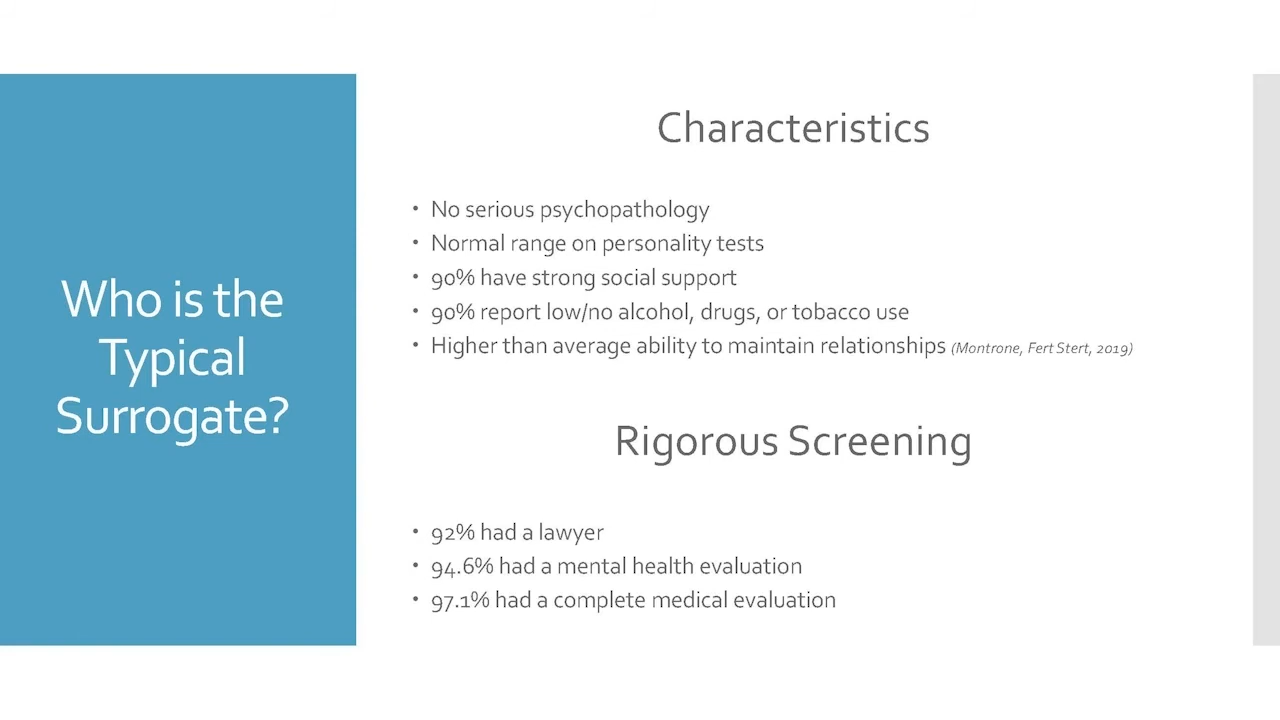 Who is the
Typical
Surrogate?
Characteristics
• No serious psychopathology
• Normal range on personality tests
• 90% have strong social support
• 90% report low/no alcohol, drugs, or tobacco use
• Higher than average ability to maintain relationships (Montrone, Fert Stert, 2019)
Rigorous Screening
• 92% had a lawyer
• 94.6% had a mental health evaluation
• 97.1% had a complete medical evaluation